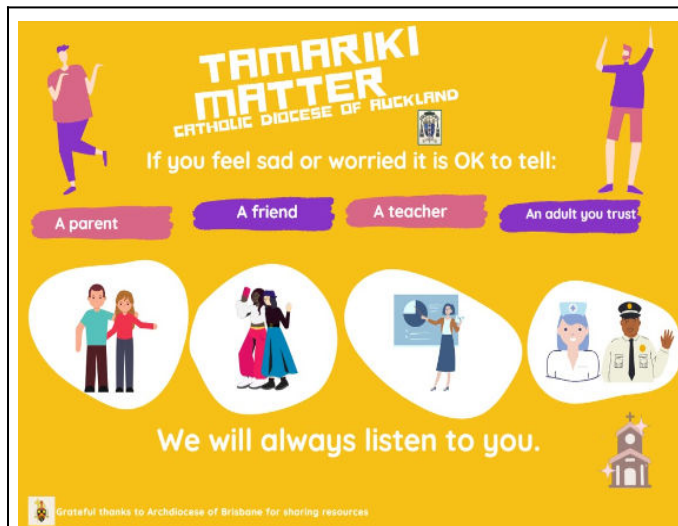 TAMARIKI
MATTER
CATHOLIC DIOCESE OF AUCKLAND
If you feel sad or worried it is OK to tell:
A parent
A friend
A teacher
An adult you trust
We will always listen to you.
Grateful thanks to Archdiocese of Brisbane for sharing resources